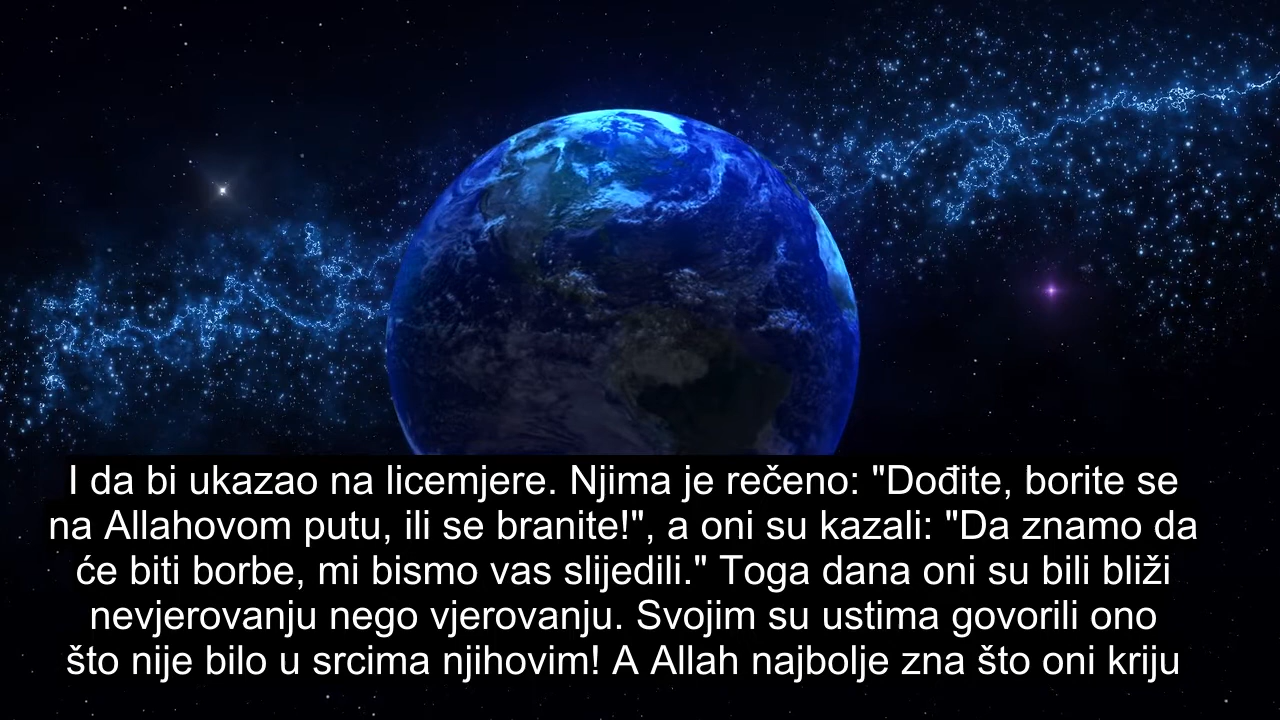 I da bi ukazao na licemjere. Njima je rečeno: "Dođite, borite se
na Allahovom putu, ili se branite!", a oni su kazali: "Da znamo da
će biti borbe, mi bismo vas slijedili." Toga dana oni su bili bliži
nevjerovanju nego vjerovanju. Svojim su ustima govorili ono
što nije bilo u srcima njihovim! A Allah najbolje zna što oni kriju